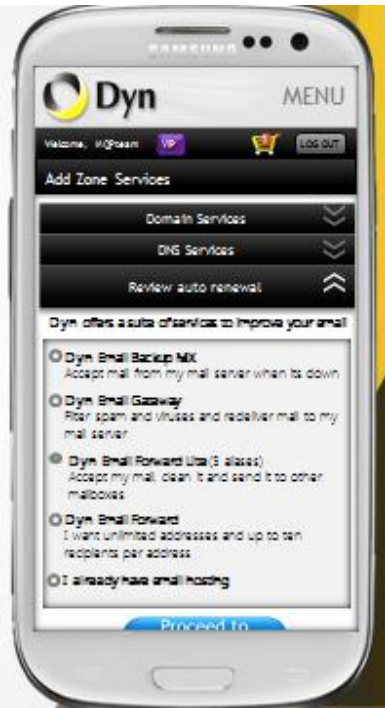 SAMSUNG
Dyn
MENU
Welcome,
VIP
LOG OUT
Add Zone Services
Domain Services
DNS Services
Review auto renewal
Dyn offers a suite of services to improve your email
Dyn Email Backup MX
Accept mail from my mail server when its down
Dyn Email Gateway
Filter spam and viruses and redeliver mail to my
mail server
Dyn Email Forward Lite (5 aliases)
Accept my mail, clean it and send it to other
mailboxes
Dyn Email Forward
I want unlimited addresses and up to ten
recipients per address
I already have email hosting
Proceed to